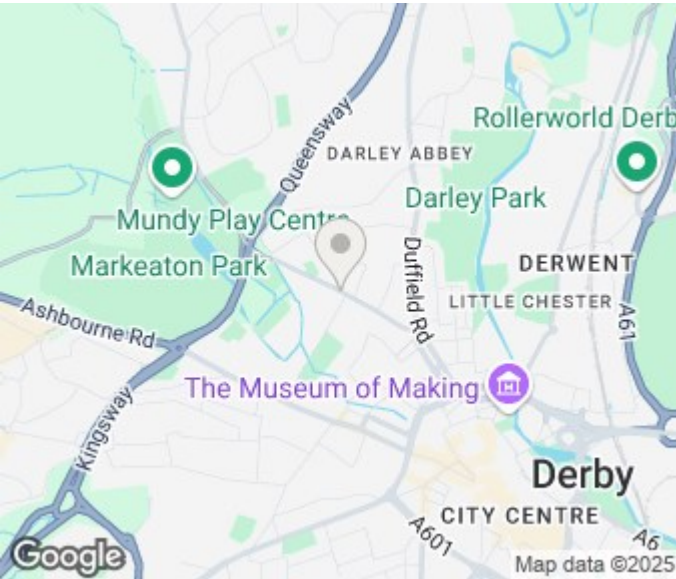 Rollerworld Derb
Queensway
DARLEY ABBEY
Darley Park
Mundy Play Centre
Markeaton Park
Duffield Rd
DERWENT
LITTLE CHESTER
A61
Ashbourne Rd
The Museum of Making
Kingsway
Derby
CITY CENTRE
A601
A6
Google
Map data ©2025